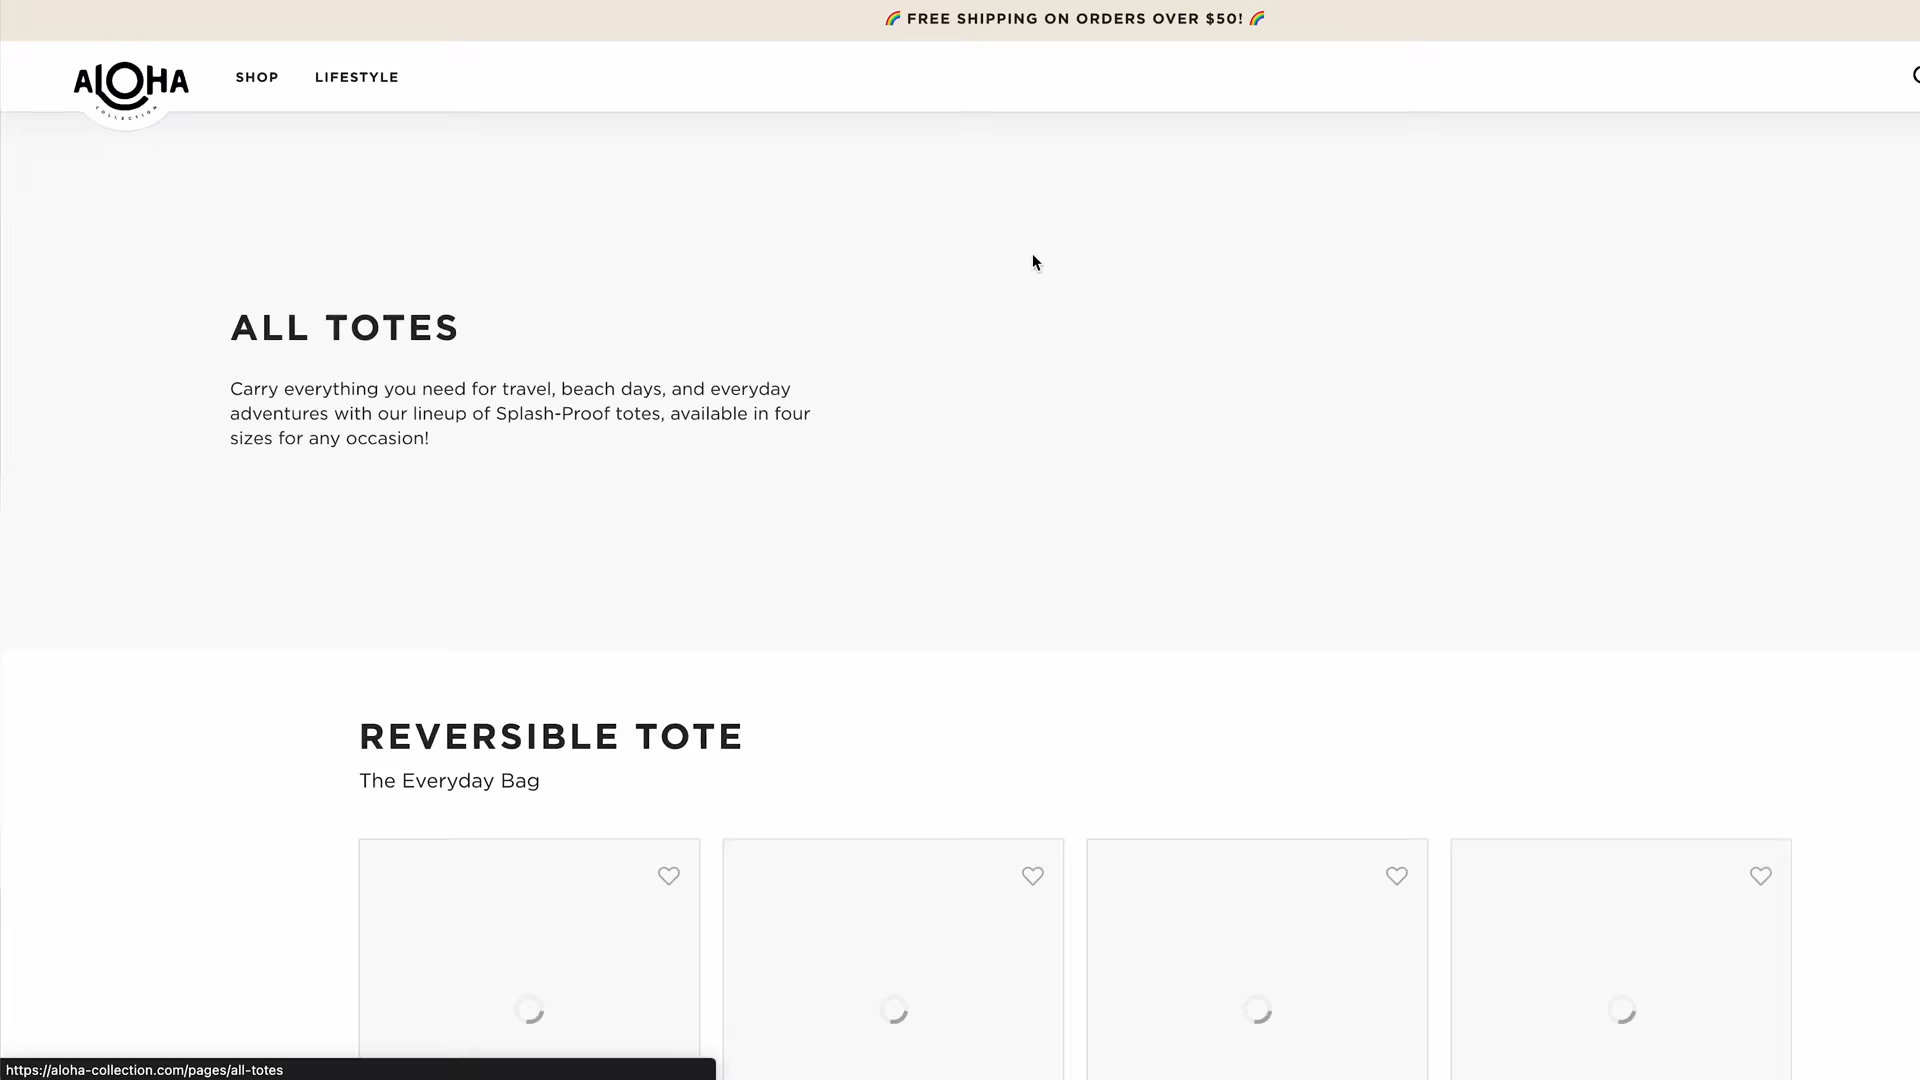 🌈 FREE SHIPPING ON ORDERS OVER $50! 🌈
ALOHA
COLLECTION
SHOP
LIFESTYLE
ALL TOTES
Carry everything you need for travel, beach days, and everyday
adventures with our lineup of Splash-Proof totes, available in four
sizes for any occasion!
REVERSIBLE TOTE
The Everyday Bag
https://aloha-collection.com/pages/all-totes